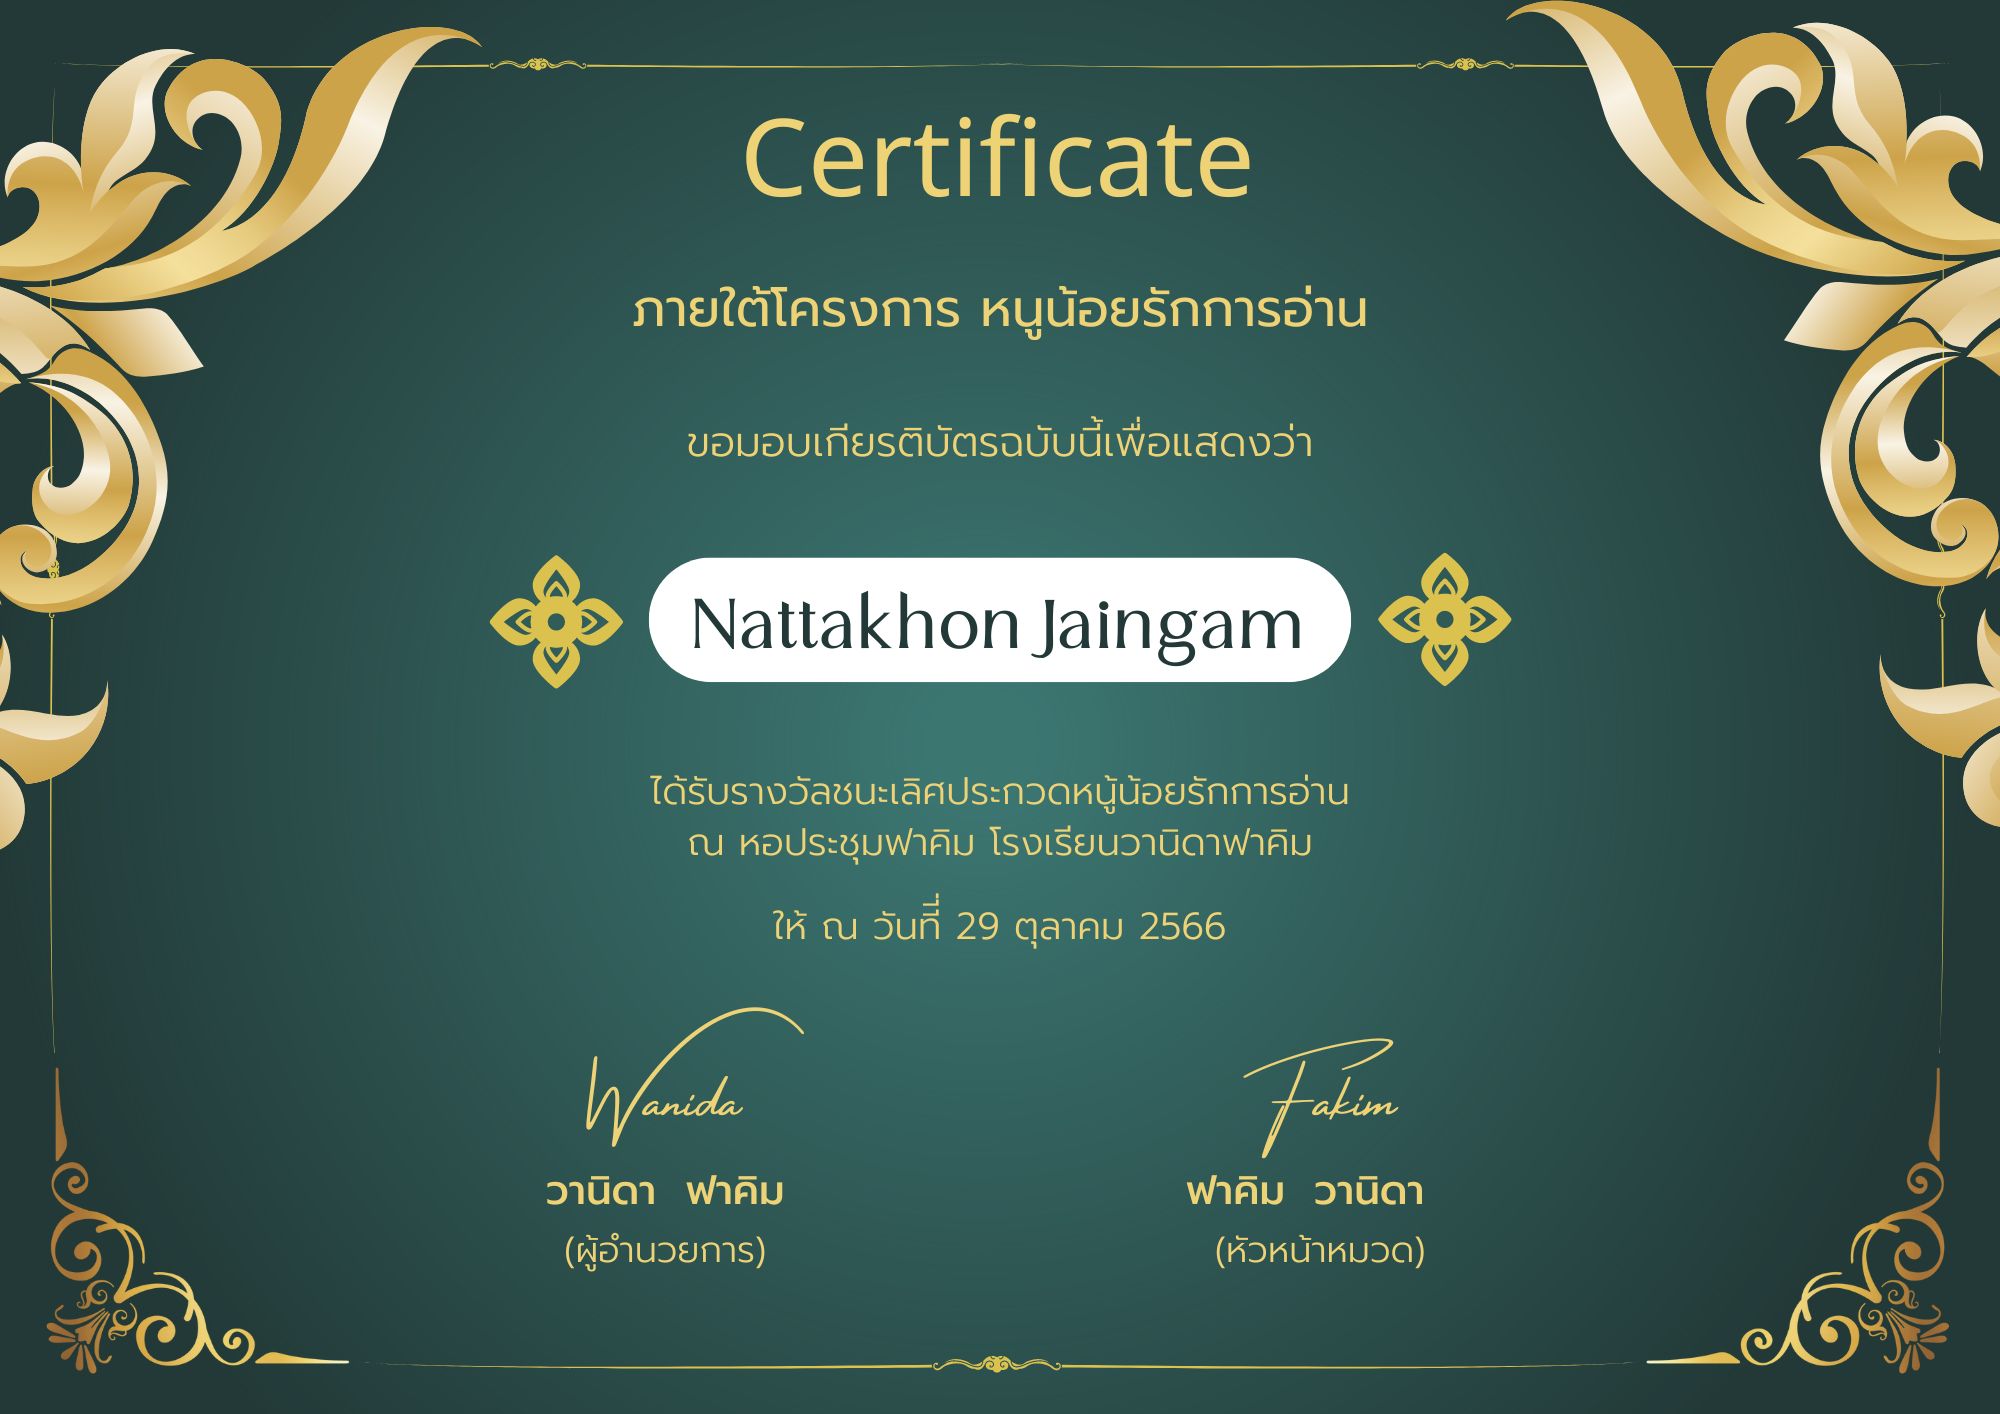 Certificate
ภายใต้โครงการ หนูน้อยรักการอ่าน
ขอมอบเกียรติบัตรฉบับนี้เพื่อแสดงว่า
Nattakhon Jaingam
ได้รับรางวัลชนะเลิศประกวดหนู้น้อยรักการอ่าน
ณ หอประชุมฟาคิม โรงเรียนวานิดาฟาคิม
ให้ ณ วันที่ 29 ตุลาคม 2566
Wanida Fakim
วานิดา ฟาคิม ฟาคิม วานิดา
(ผู้อำนวยการ) (หัวหน้าหมวด)